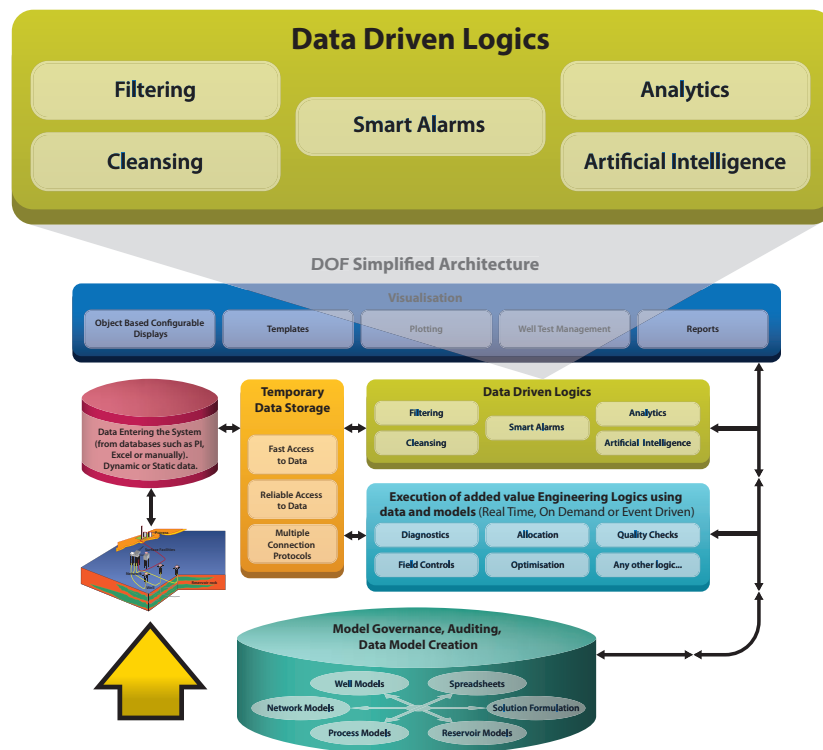 Data Driven Logics
Filtering
Analytics
Smart Alarms
Cleansing
Artificial Intelligence
DOF Simplified Architecture
Visualisation
Object Based Configurable
Displays
Templates
Plotting
Well Test Management
Reports
Data Entering the System
(from databases such as PI,
Excel or manually).
Dynamic or Static data.
Temporary
Data Storage
Fast Access
to Data
Reliable Access
to Data
Multiple
Connection
Protocols
Data Driven Logics
Filtering
Analytics
Smart Alarms
Cleansing
Artificial Intelligence
Execution of added value Engineering Logics using
data and models (Real Time, On Demand or Event Driven)
Diagnostics
Allocation
Quality Checks
Field Controls
Optimisation
Any other logic...
Model Governance, Auditing,
Data Model Creation
Well Models
Spreadsheets
Network Models
Solution Formulation
Process Models
Reservoir Models